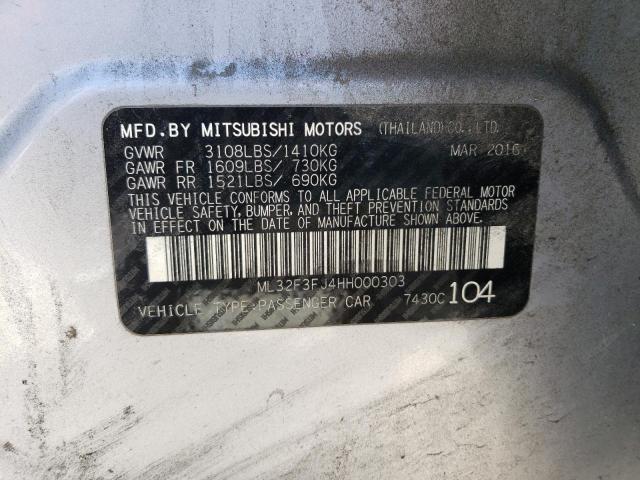 MFD.BY MITSUBISHI MOTORS (THAILAND)CO.,LTD.
GVWR 3108LBS/1410KG MAR 2016
GAWR FR 1609LBS/ 730KG
GAWR RR 1521LBS/ 690KG
THIS VEHICLE CONFORMS TO ALL APPLICABLE FEDERAL MOTOR
VEHICLE SAFETY, BUMPER, AND THEFT PREVENTION STANDARDS
IN EFFECT ON THE DATE OF MANUFACTURE SHOWN ABOVE.
ML32F3FJ4HH000303
VEHICLE TYPE:PASSENGER CAR 7430C 104